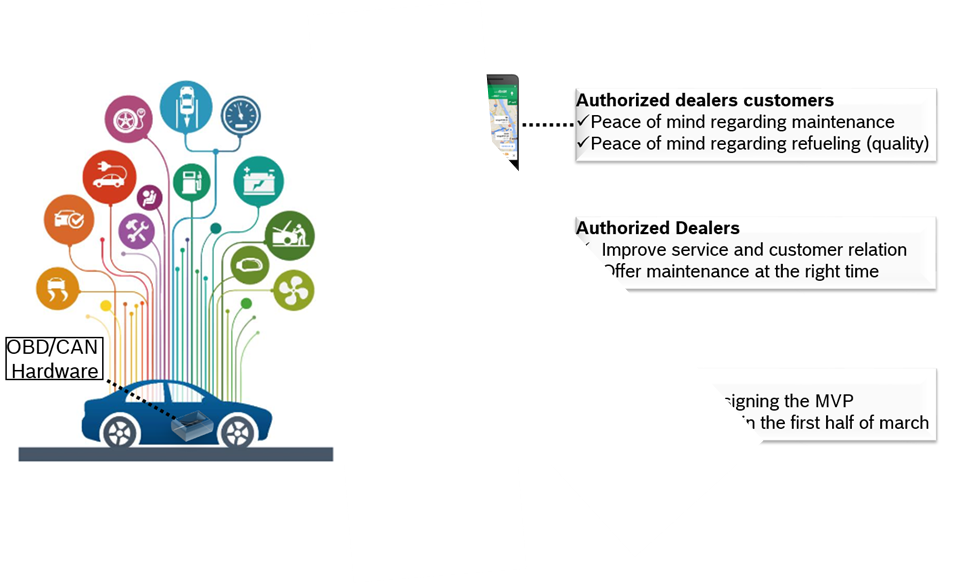 Authorized dealers customers
✓Peace of mind regarding maintenance
✓Peace of mind regarding refueling (quality)
Authorized Dealers
Improve service and customer relation
Offer maintenance at the right time
OBD/CAN
Hardware
the MVP
in the first half of march